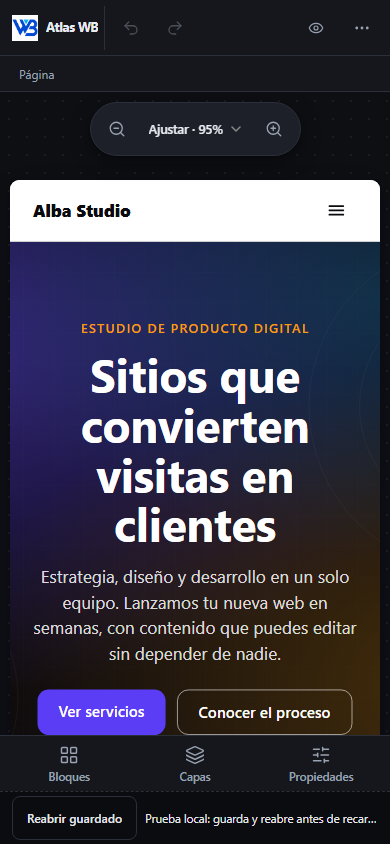 WB Atlas WB
Página
Ajustar · 95%
Alba Studio
ESTUDIO DE PRODUCTO DIGITAL
Sitios que
convierten
visitas en
clientes
Estrategia, diseño y desarrollo en un solo
equipo. Lanzamos tu nueva web en
semanas, con contenido que puedes editar
sin depender de nadie.
Ver servicios Conocer el proceso
Bloques Capas Propiedades
Reabrir guardado Prueba local: guarda y reabre antes de recar...